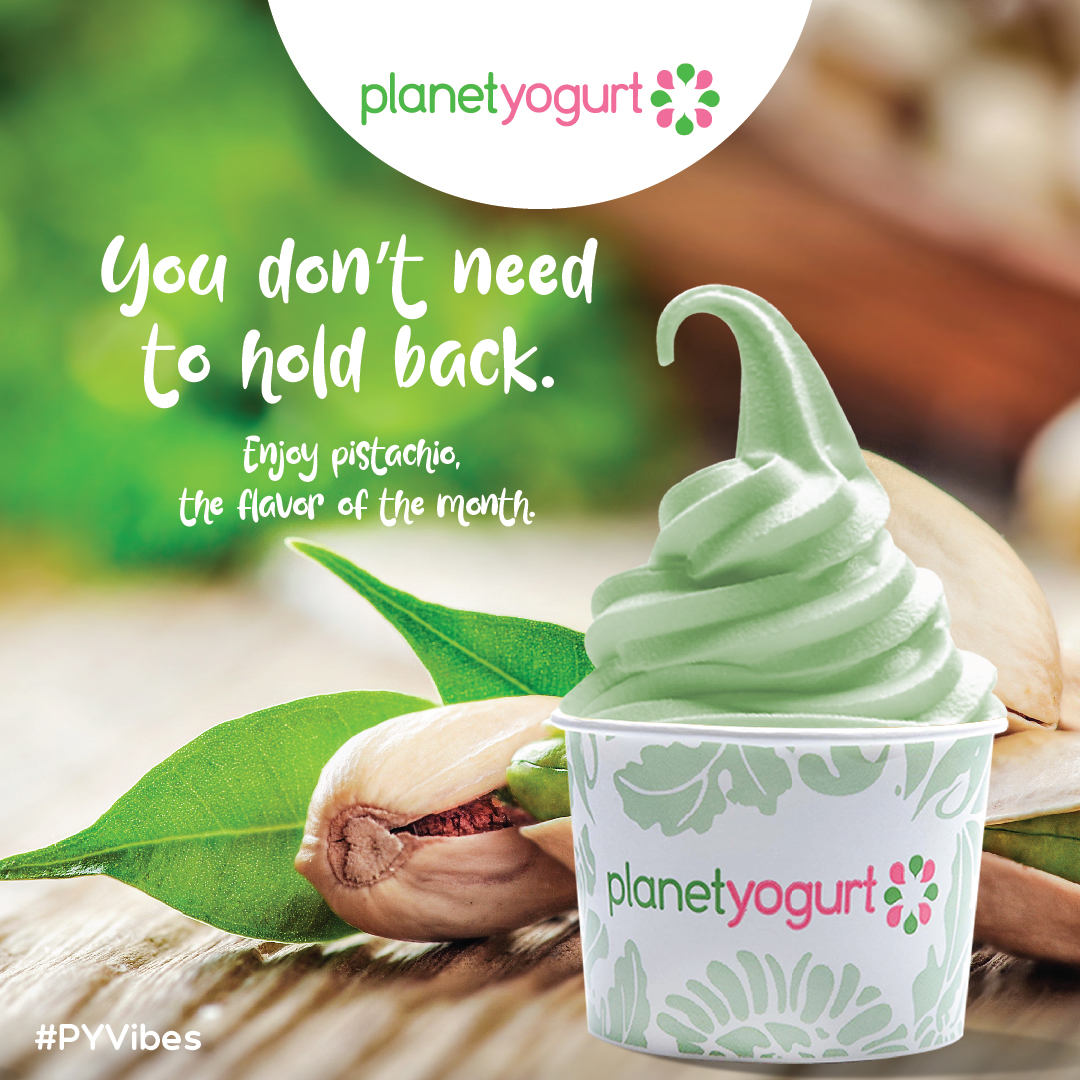 planetyogurt
You don't need
to hold back.
Enjoy pistachio,
the flavor of the month.
planetyogurt
#PYVibes